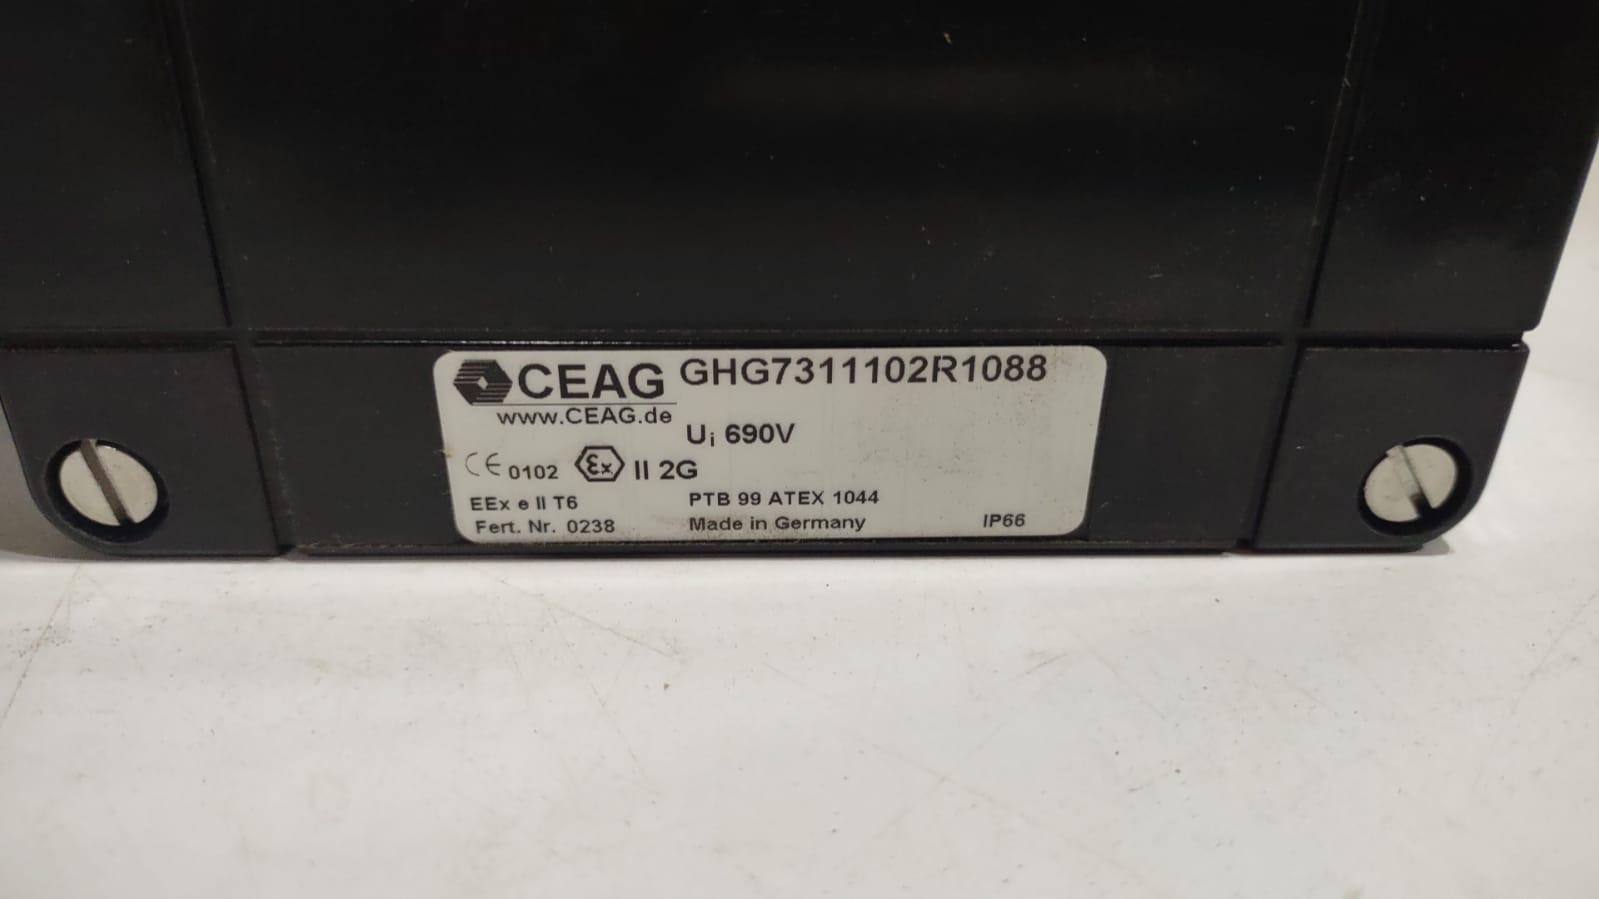 CEAG GHG7311102R1088
www.CEAG.de
Ui 690V
CE 0102 Ex II 2G
EEx e II T6 PTB 99 ATEX 1044
Fert. Nr. 0238 Made in Germany IP66